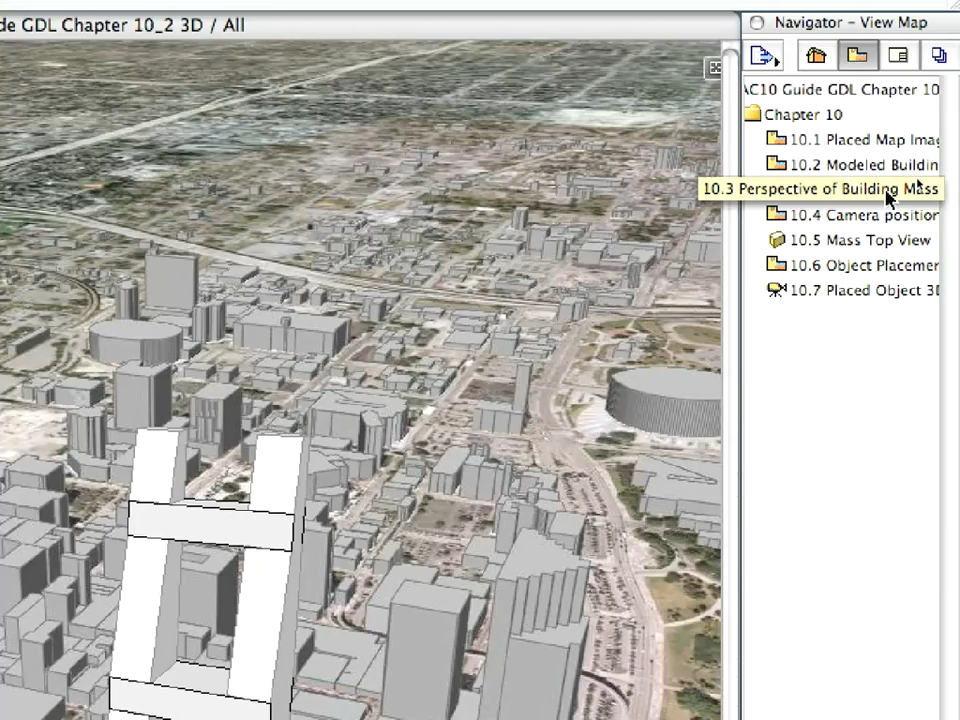 de GDL Chapter 10_2 3D / All
Navigator - View Map
AC10 Guide GDL Chapter 10
Chapter 10
10.1 Placed Map Imag
10.2 Modeled Buildin
10.3 Perspective of Building Mass
10.4 Camera position
10.5 Mass Top View
10.6 Object Placemen
10.7 Placed Object 3D